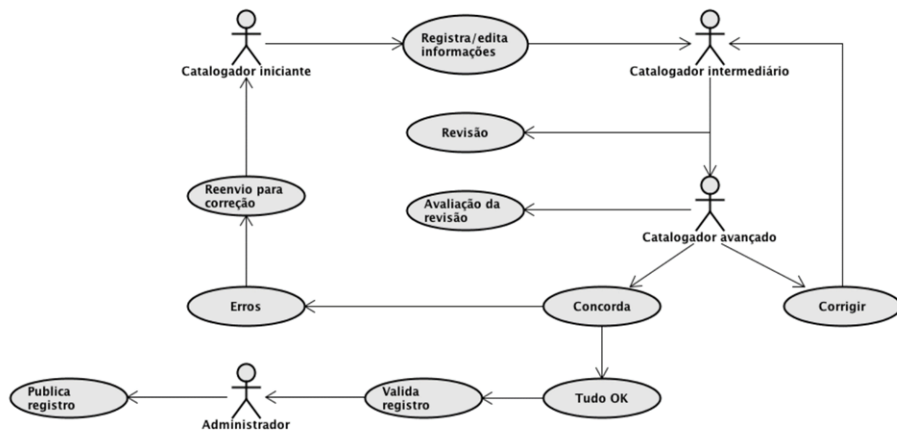 Registra/edita
informações
Catalogador iniciante
Catalogador intermediário
Revisão
Reenvio para
correção
Avaliação da
revisão
Catalogador avançado
Erros
Concorda
Corrigir
Publica
registro
Valida
registro
Tudo OK
Administrador